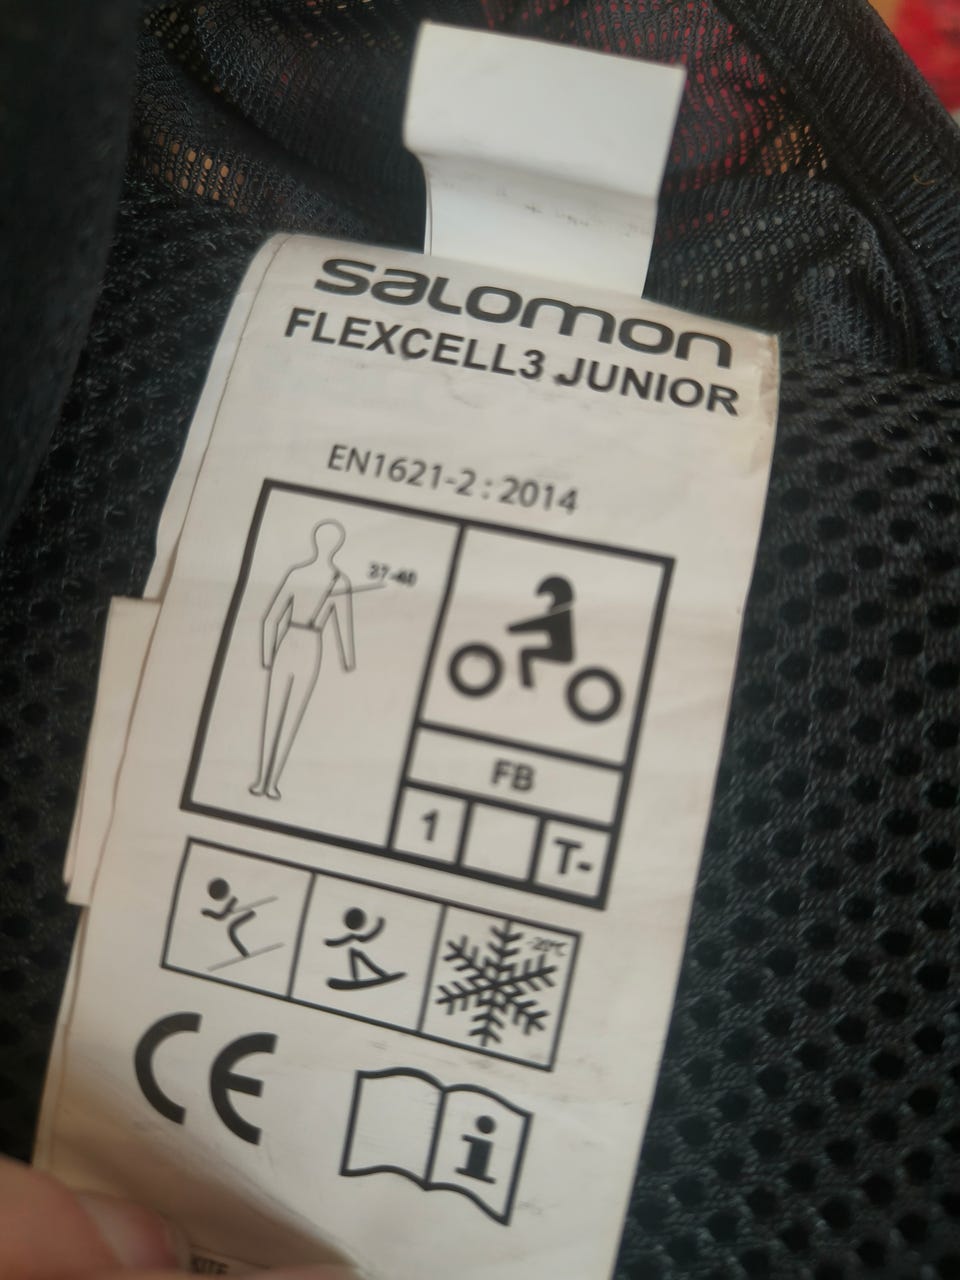 SALOMON
FLEXCELL3 JUNIOR
EN1621-2 : 2014
37-40
FB
1
T-
-20℃
CE
i